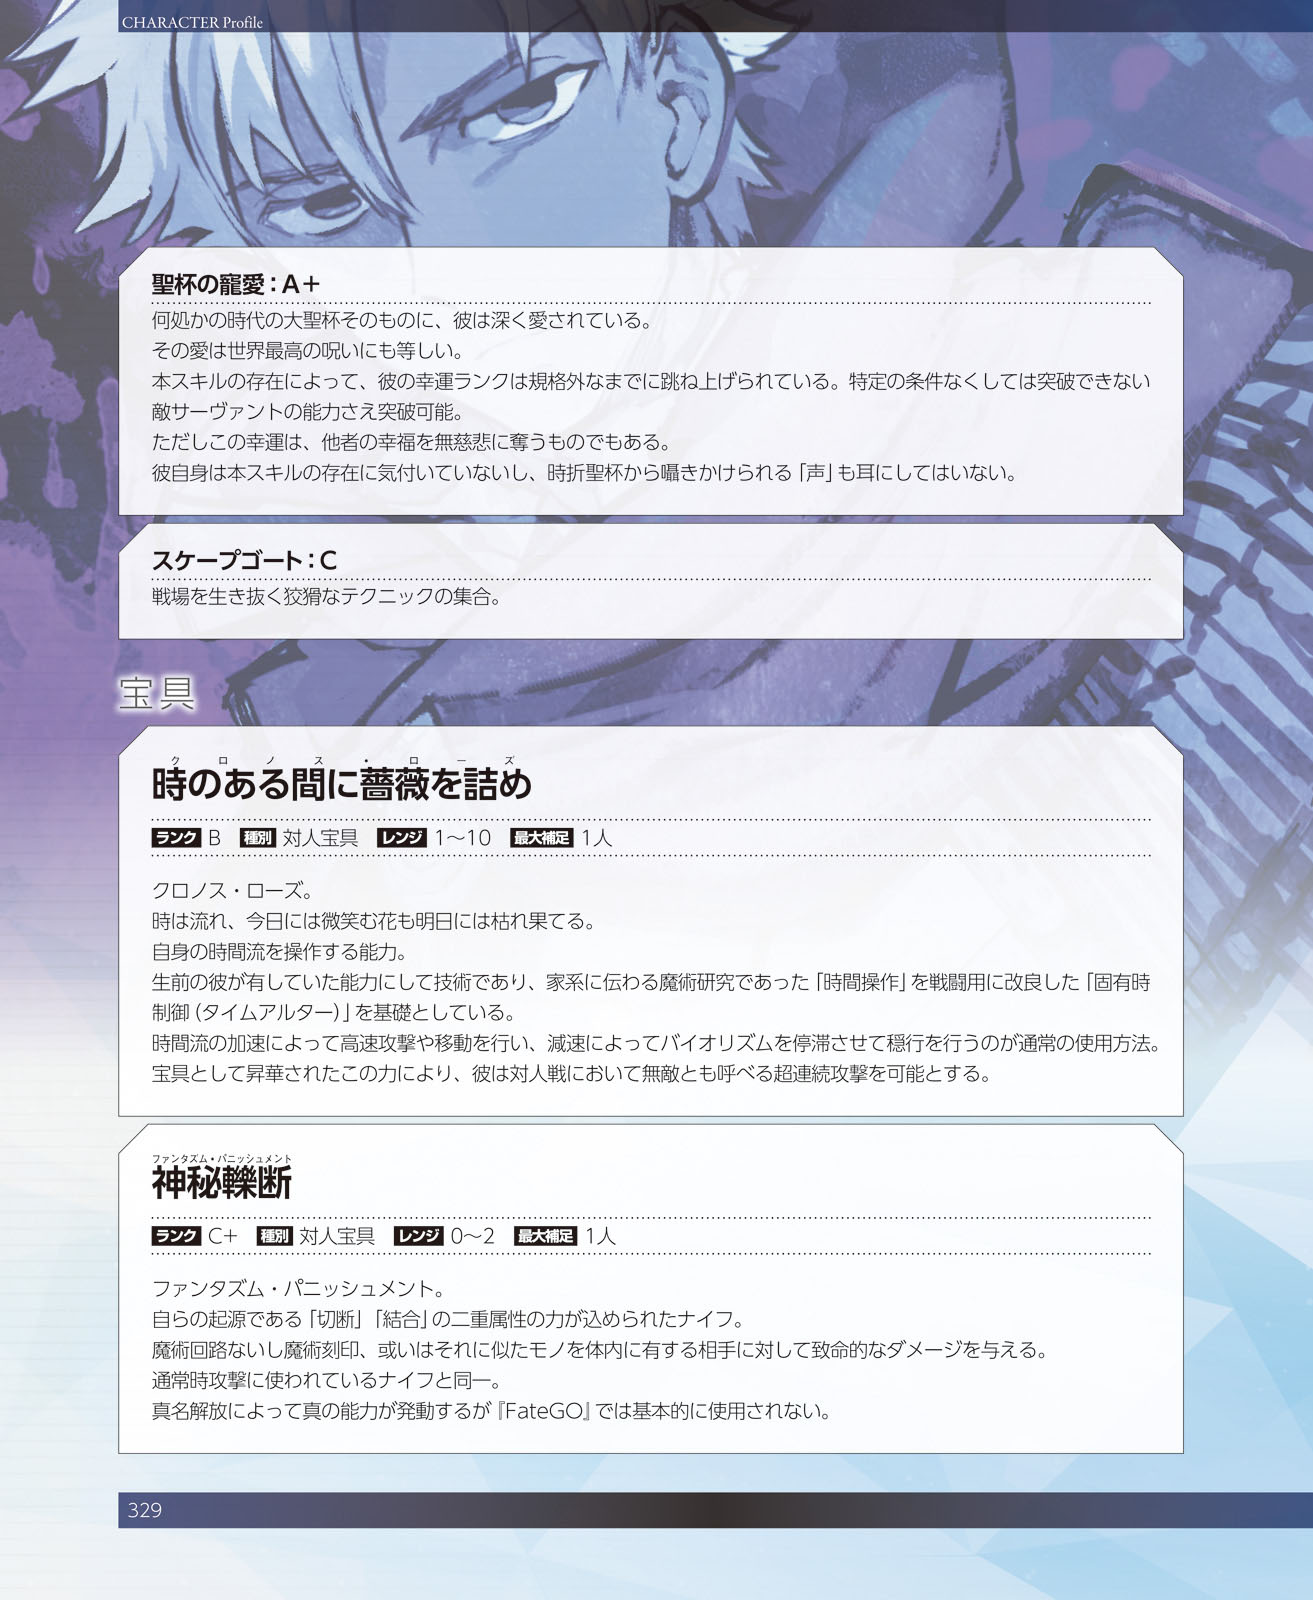 CHARACTER Profile
聖杯の寵愛：A＋
何処かの時代の大聖杯そのものに、彼は深く愛されている。
その愛は世界最高の呪いにも等しい。
本スキルの存在によって、彼の幸運ランクは規格外なまでに跳ね上げられている。特定の条件なくしては突破できない
敵サーヴァントの能力さえ突破可能。
ただしこの幸運は、他者の幸福を無慈悲に奪うものでもある。
彼自身は本スキルの存在に気付いていないし、時折聖杯から囁きかけられる「声」も耳にしてはいない。
スケープゴート：C
戦場を生き抜く狡猾なテクニックの集合。
宝具
クロノス・ローズ
時のある間に薔薇を詰め
ランク B 種別 対人宝具 レンジ 1～10 最大補足 1人
クロノス・ローズ。
時は流れ、今日には微笑む花も明日には枯れ果てる。
自身の時間流を操作する能力。
生前の彼が有していた能力にして技術であり、家系に伝わる魔術研究であった「時間操作」を戦闘用に改良した「固有時
制御（タイムアルター）」を基礎としている。
時間流の加速によって高速攻撃や移動を行い、減速によってバイオリズムを停滞させて穏行を行うのが通常の使用方法。
宝具として昇華されたこの力により、彼は対人戦において無敵とも呼べる超連続攻撃を可能とする。
ファンタズム・パニッシュメント
神秘轢断
ランク C+ 種別 対人宝具 レンジ 0～2 最大補足 1人
ファンタズム・パニッシュメント。
自らの起源である「切断」「結合」の二重属性の力が込められたナイフ。
魔術回路ないし魔術刻印、或いはそれに似たモノを体内に有する相手に対して致命的なダメージを与える。
通常時攻撃に使われているナイフと同一。
真名解放によって真の能力が発動するが『FateGO』では基本的に使用されない。
329